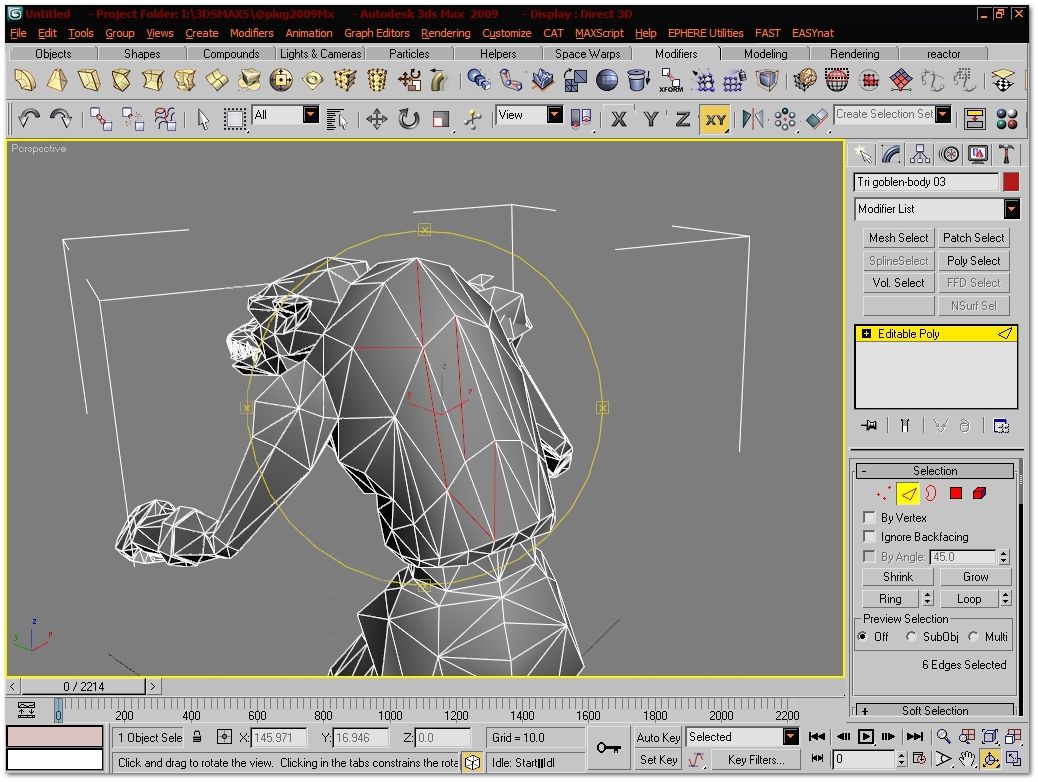 Untitled - Project Folder: I:\3DSMAX5\@plug2009Mx - Autodesk 3ds Max 2009 - Display : Direct 3D
File Edit Tools Group Views Create Modifiers Animation Graph Editors Rendering Customize CAT MAXScript Help EPHERE Utilities FAST EASYnat
Objects Shapes Compounds Lights & Cameras Particles Helpers Space Warps Modifiers Modeling Rendering reactor
XFORM
All View X Y Z XY Create Selection Set
Perspective
Tri goblen-body 03
Modifier List
Mesh Select Patch Select
SplineSelect Poly Select
Vol. Select FFD Select
NSurf Sel
Editable Poly
z
y
- Selection
By Vertex
Ignore Backfacing
By Angle: 45.0
Shrink Grow
Ring Loop
Preview Selection
Off SubObj Multi
6 Edges Selected
+ Soft Selection
z
y
< 0 / 2214 >
0 200 400 600 800 1000 1200 1400 1600 1800 2000 2200
1 Object Sele X: 145.971 Y: 16.946 Z: 0.0 Grid = 10.0 Auto Key Selected
Click and drag to rotate the view. Dragging in the tabs constrains the rota Idle: Set Key Key Filters... 0